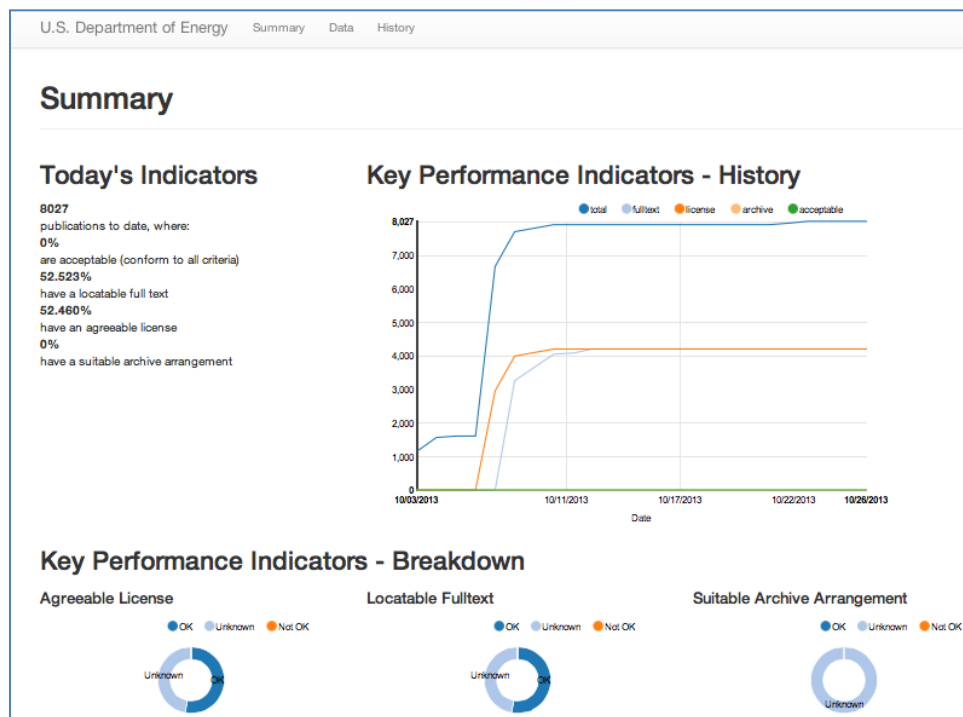 U.S. Department of Energy Summary Data History
Summary
Today's Indicators
8027
publications to date, where:
0%
are acceptable (conform to all criteria)
52.523%
have a locatable full text
52.460%
have an agreeable license
0%
have a suitable archive arrangement
Key Performance Indicators - History
total fulltext license archive acceptable
8,027
7,000
6,000
5,000
4,000
3,000
2,000
1,000
0
10/03/2013 10/11/2013 10/17/2013 10/22/2013 10/26/2013
Date
Key Performance Indicators - Breakdown
Agreeable License
OK Unknown Not OK
Unknown OK
Locatable Fulltext
OK Unknown Not OK
Unknown OK
Suitable Archive Arrangement
OK Unknown Not OK
Unknown